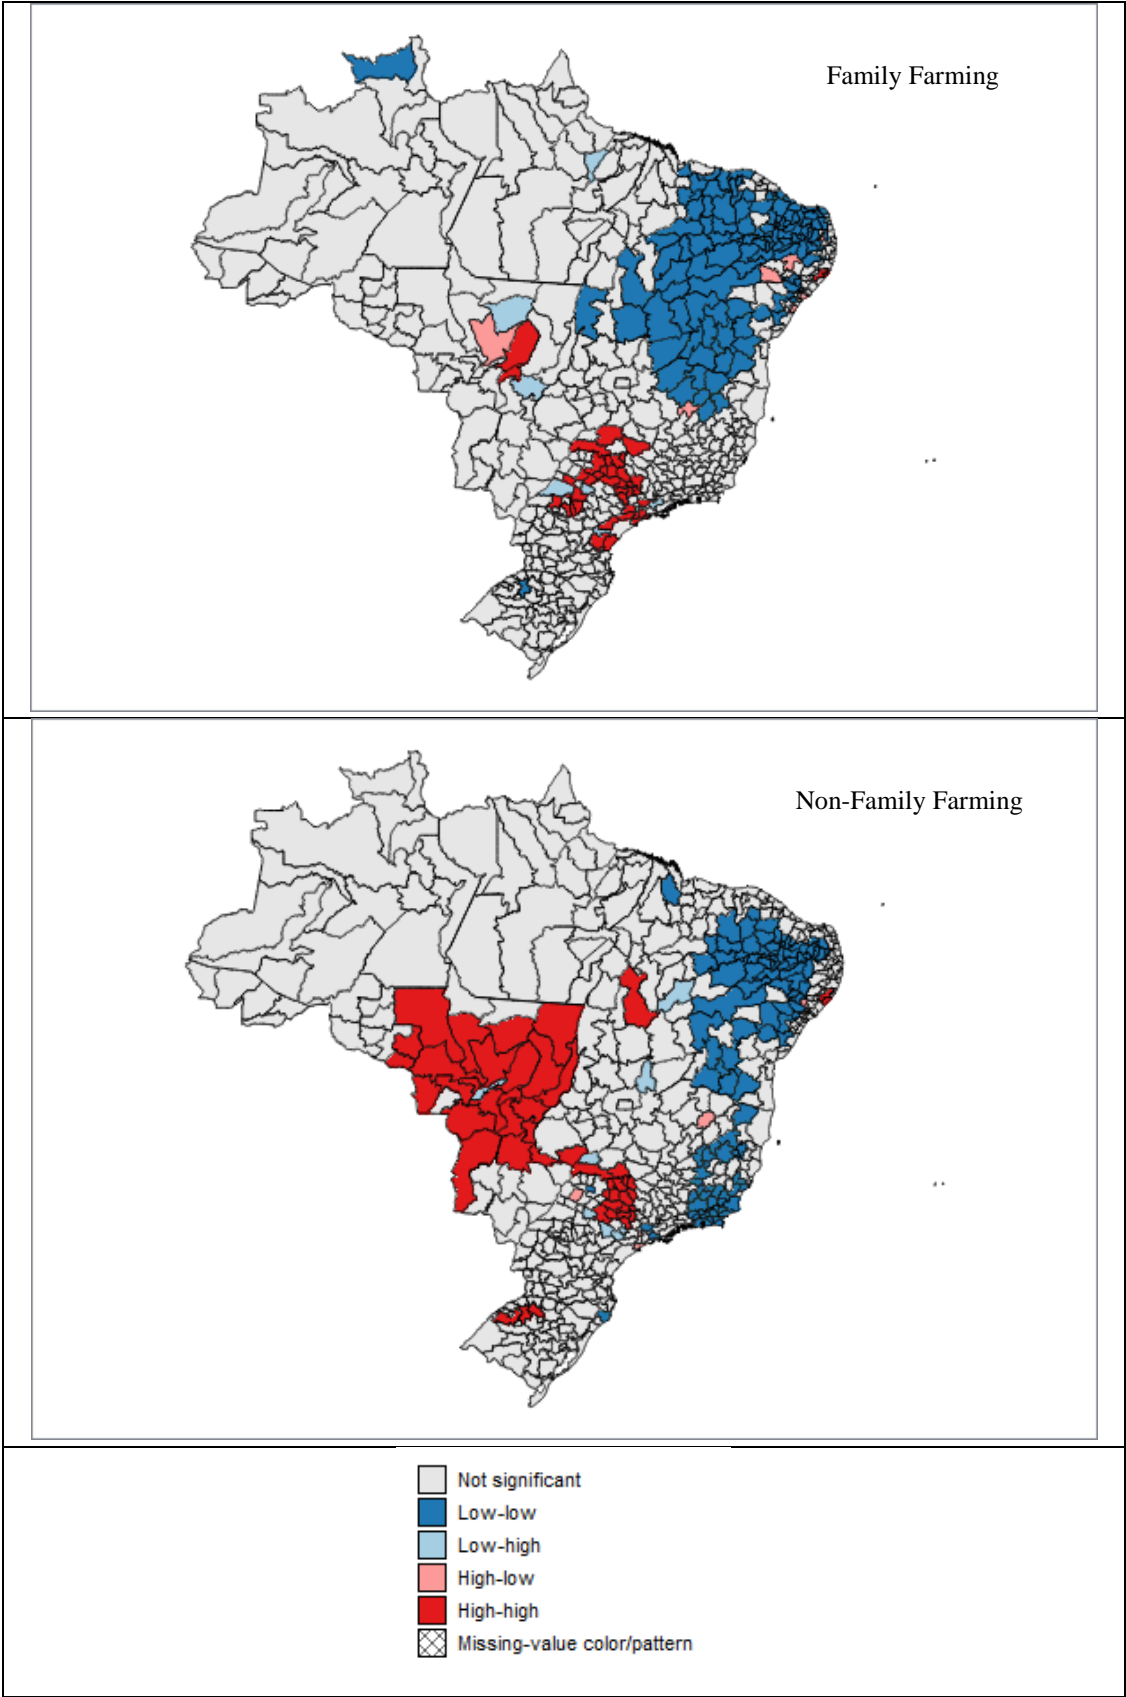 Family Farming
Non-Family Farming
Not significant
Low-low
Low-high
High-low
High-high
Missing-value color/pattern